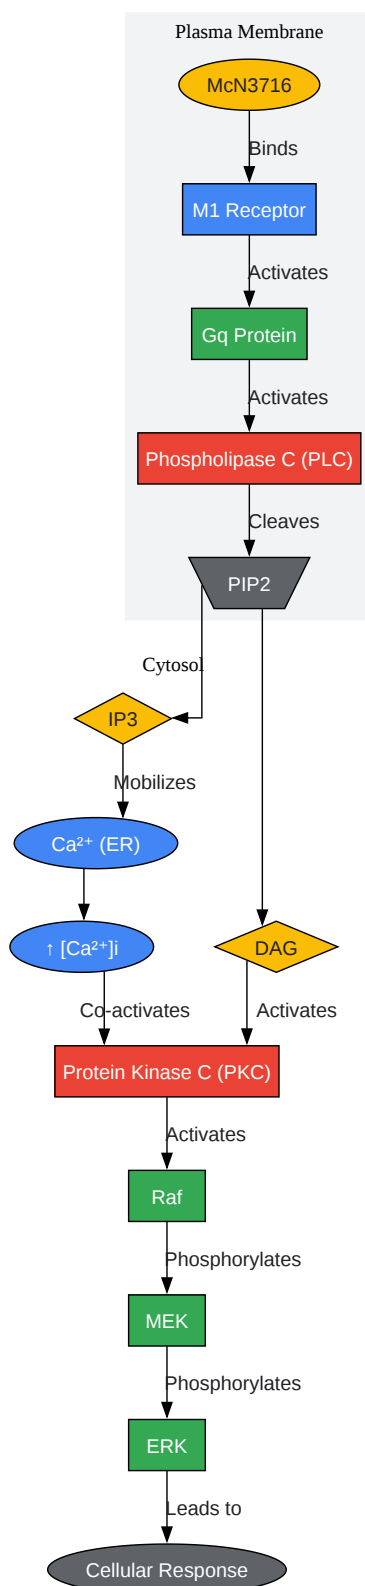 Plasma Membrane
McN3716
Binds
M1 Receptor
Activates
Gq Protein
Activates
Phospholipase C (PLC)
Cleaves
PIP2
Cytosol
IP3
Mobilizes
Ca²⁺ (ER)
↑ [Ca²⁺]i
DAG
Co-activates
Activates
Protein Kinase C (PKC)
Activates
Raf
Phosphorylates
MEK
Phosphorylates
ERK
Leads to
Cellular Response